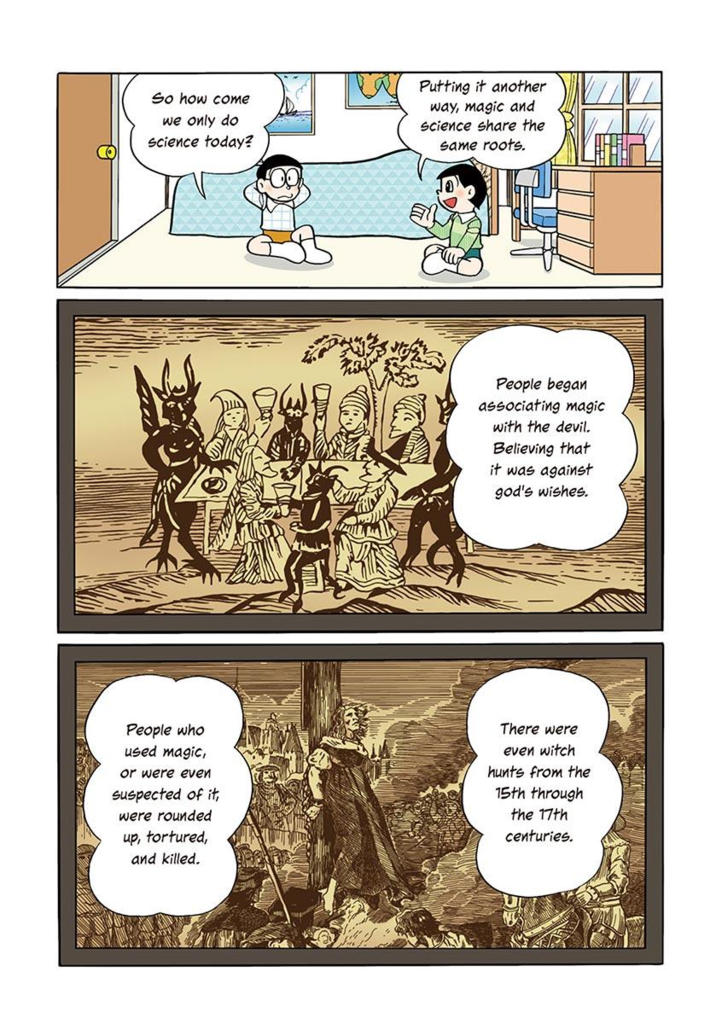 So how come
we only do
science today?
Putting it another
way, magic and
science share the
same roots.
People began
associating magic
with the devil.
Believing that
it was against
god's wishes.
People who
used magic,
or were even
suspected of it,
were rounded
up, tortured,
and killed.
There were
even witch
hunts from the
15th through
the 17th
centuries.